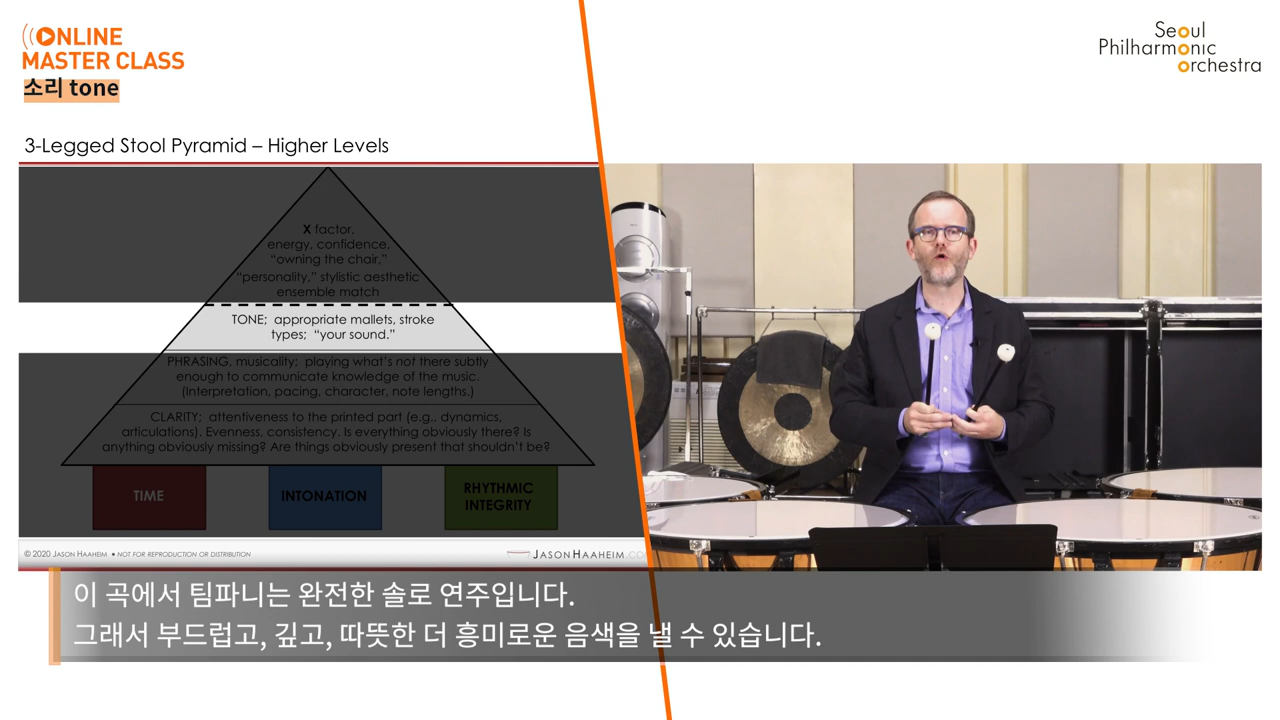 ONLINE
MASTER CLASS
소리 tone
Seoul
Philharmonic
orchestra
3-Legged Stool Pyramid – Higher Levels
X factor,
energy, confidence,
“owning the chair.”
“personality,” stylistic aesthetic
ensemble match
TONE; appropriate mallets, stroke
types; “your sound.”
PHRASING, musicality; playing what’s not there subtly
enough to communicate knowledge of the music.
(Interpretation, pacing, character, note lengths.)
CLARITY; attentiveness to the printed part (e.g., dynamics,
articulations). Evenness, consistency. Is everything obviously there? Is
anything obviously missing? Are things obviously present that shouldn’t be?
TIME
INTONATION
RHYTHMIC
INTEGRITY
© 2020 JASON HAAHEIM • NOT FOR REPRODUCTION OR DISTRIBUTION
JASONHAAHEIM.CO
이 곡에서 팀파니는 완전한 솔로 연주입니다.
그래서 부드럽고, 깊고, 따뜻한 더 흥미로운 음색을 낼 수 있습니다.